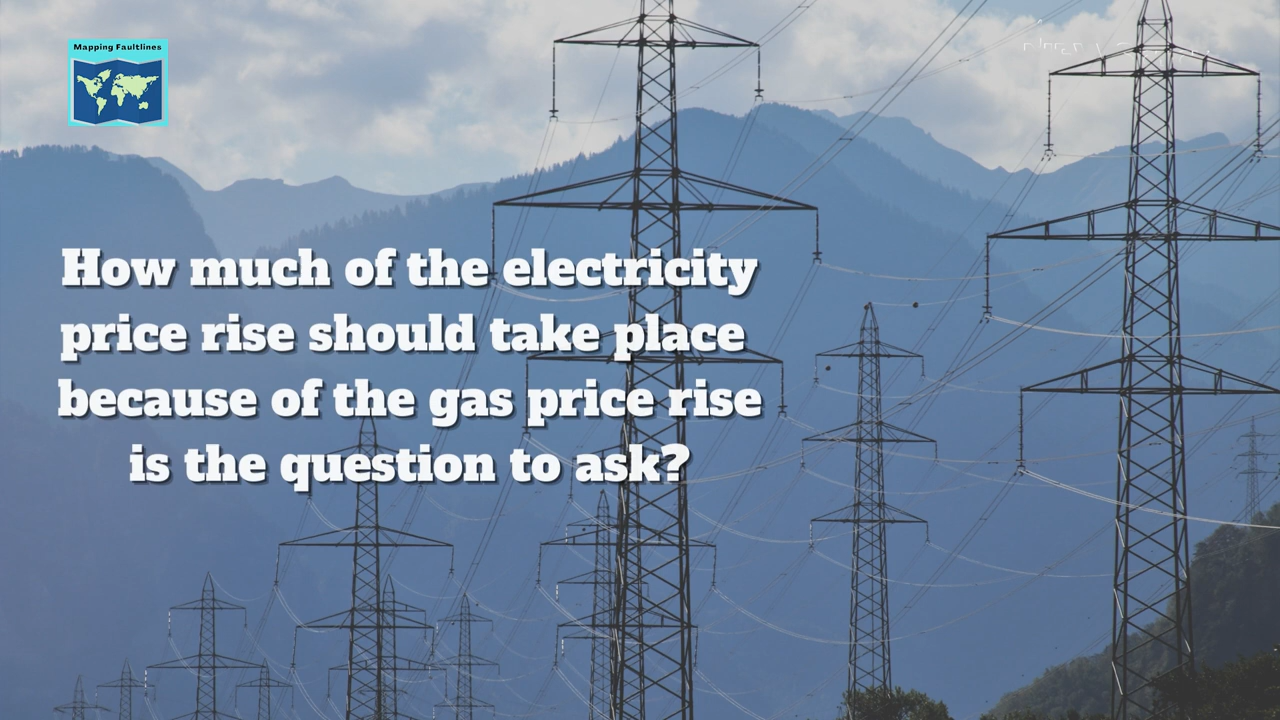 Mapping Faultlines
How much of the electricity
price rise should take place
because of the gas price rise
is the question to ask?